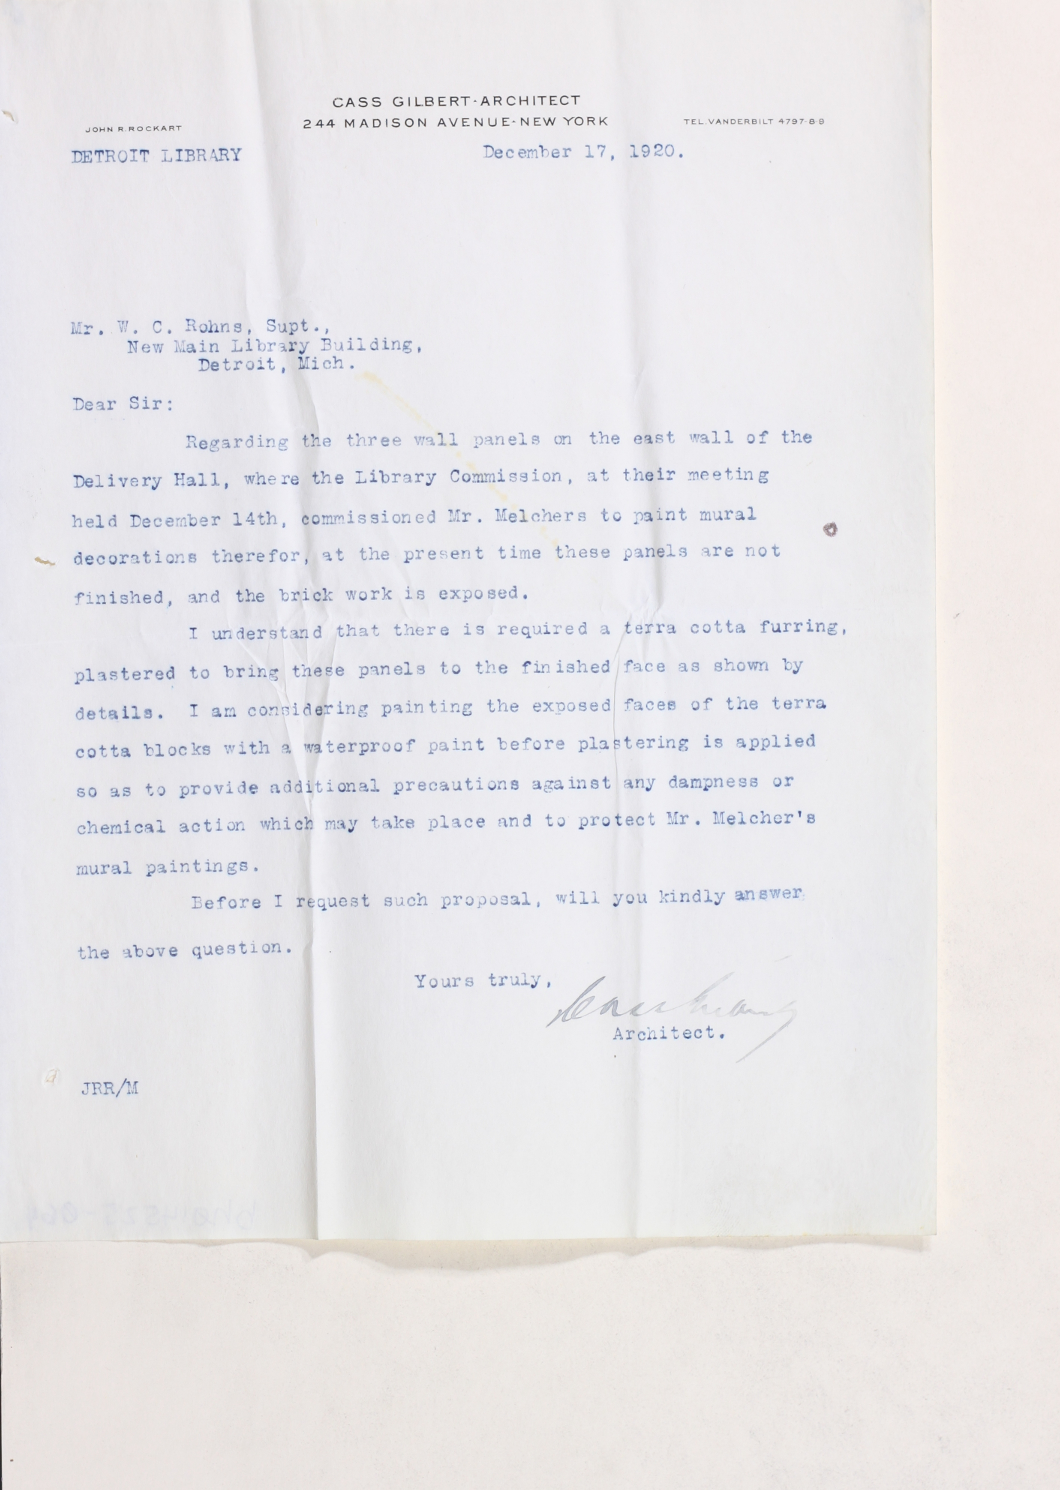 CASS GILBERT-ARCHITECT
244 MADISON AVENUE-NEW YORK
JOHN R. ROCKART
TEL. VANDERBILT 4797-8-9
DETROIT LIBRARY
December 17, 1920.
Mr. W. C. Rohns, Supt.,
New Main Library Building,
Detroit, Mich.
Dear Sir:
Regarding the three wall panels on the east wall of the
Delivery Hall, where the Library Commission, at their meeting
held December 14th, commissioned Mr. Melchers to paint mural
decorations therefor, at the present time these panels are not
finished, and the brick work is exposed.
I understand that there is required a terra cotta furring,
plastered to bring these panels to the finished face as shown by
details. I am considering painting the exposed faces of the terra
cotta blocks with a waterproof paint before plastering is applied
so as to provide additional precautions against any dampness or
chemical action which may take place and to protect Mr. Melcher's
mural paintings.
Before I request such proposal, will you kindly answer
the above question.
Yours truly,
Cass Gilbert
Architect.
JRR/M